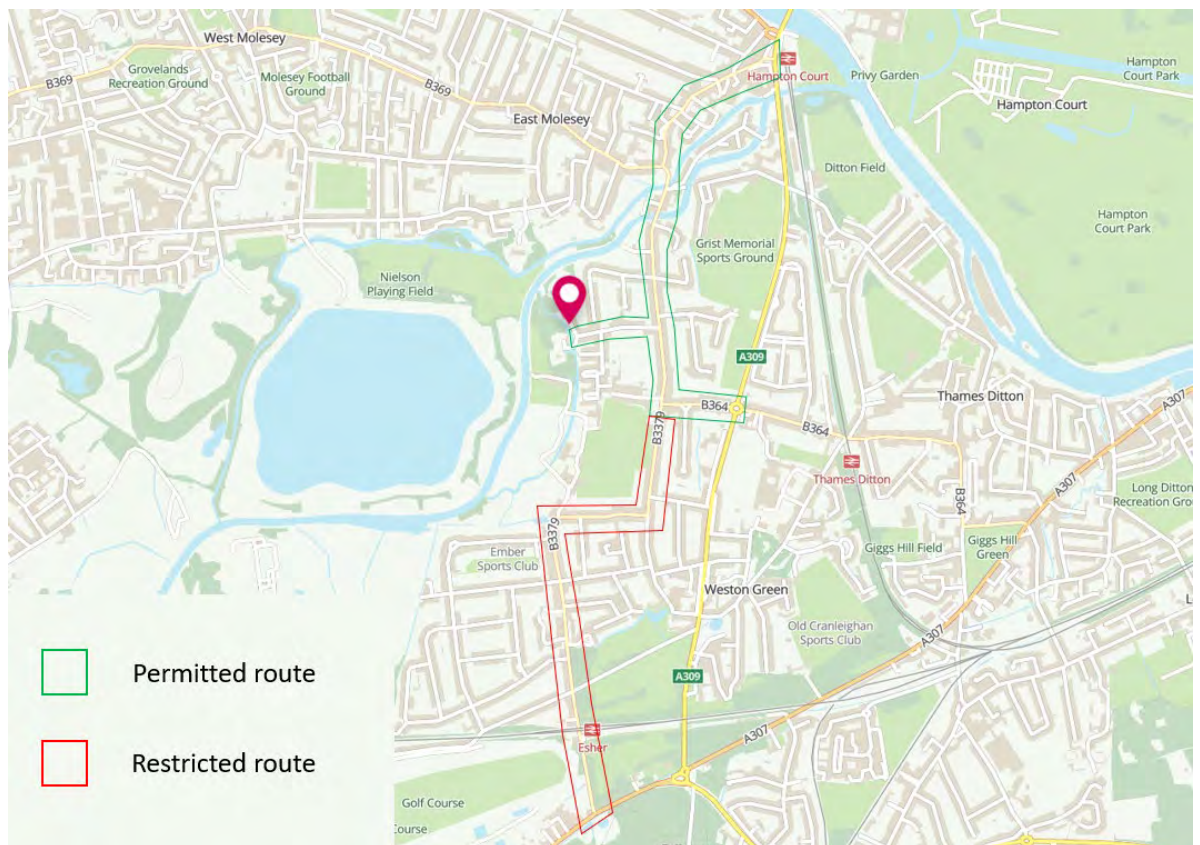 West Molesey
B369
Grovelands
Recreation Ground
Molesey Football
Ground
B369
East Molesey
Hampton Court
Privy Garden
Hampton
Court Park
Hampton Court
Ditton Field
Hampton
Court Park
Grist Memorial
Sports Ground
Nielson
Playing Field
A309
Thames Ditton
A307
B364
B364
B3379
Thames Ditton
B364
A307
Long Ditton
Recreation Gro
B3379
Ember
Sports Club
Giggs Hill Field
Giggs Hill
Green
Weston Green
Old Cranleighan
Sports Club
A307
A309
L
Esher
A307
Golf Course
Course
Permitted route
Restricted route